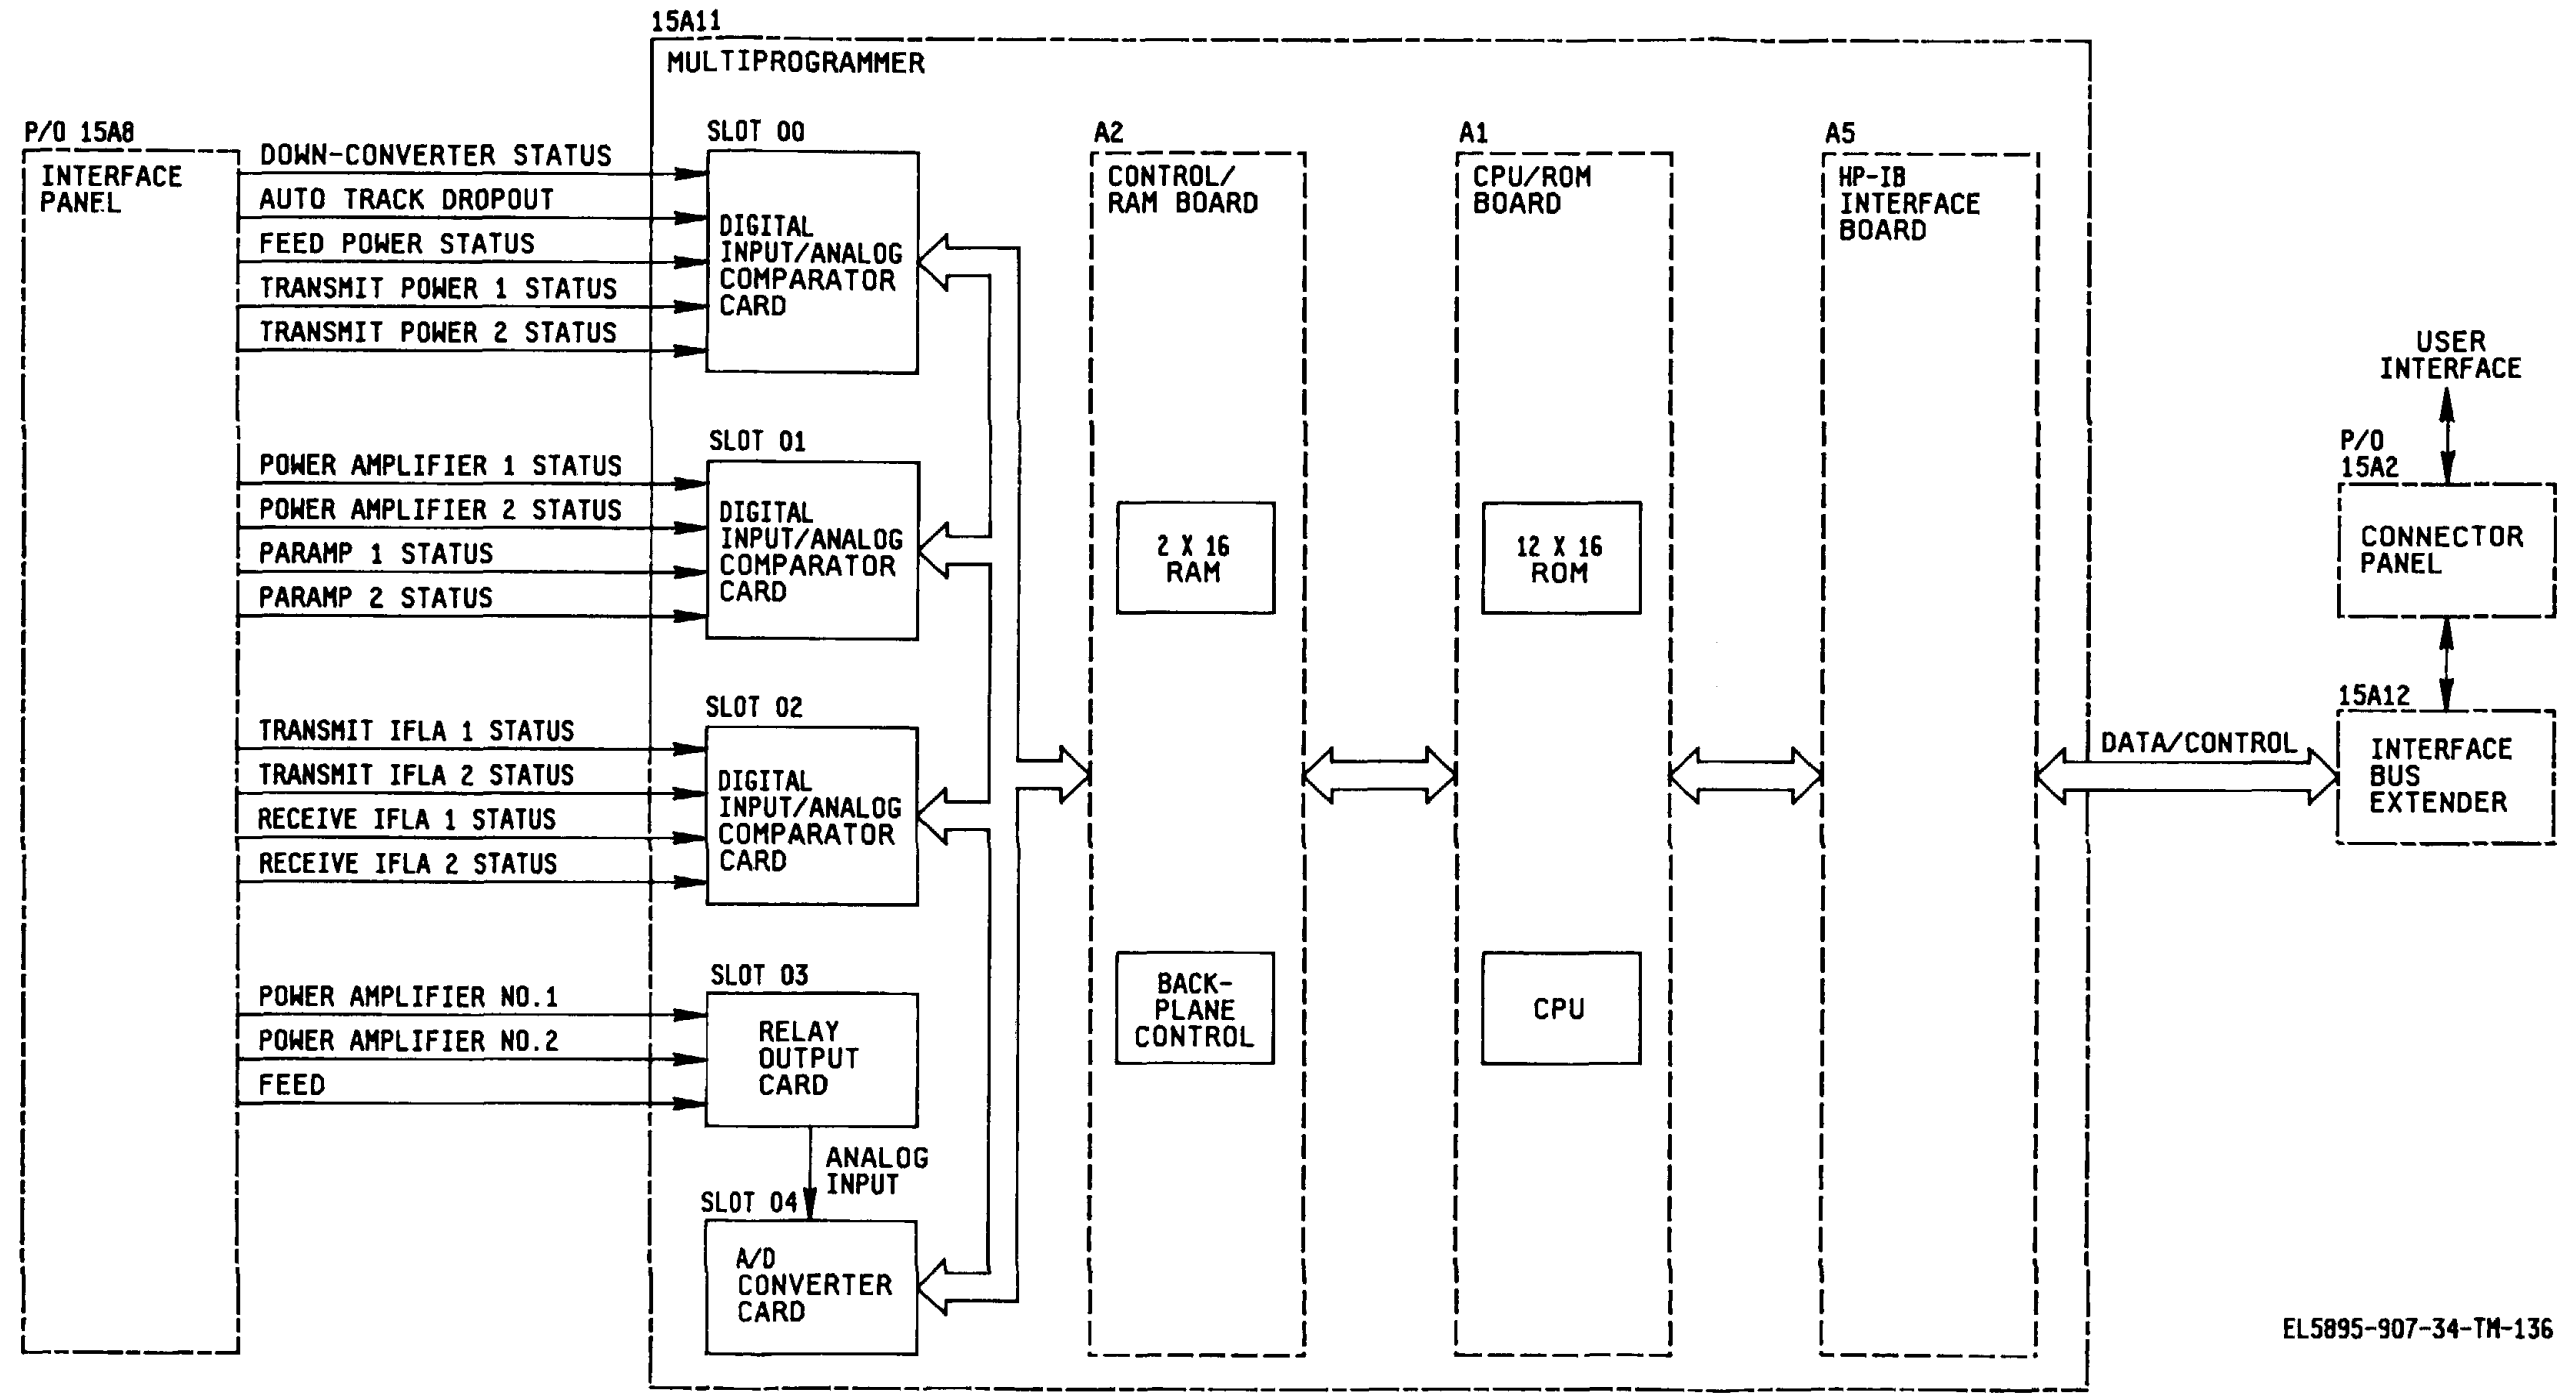 15A11
MULTIPROGRAMMER
P/O 15A8
INTERFACE
PANEL
DOWN-CONVERTER STATUS
AUTO TRACK DROPOUT
FEED POWER STATUS
TRANSMIT POWER 1 STATUS
TRANSMIT POWER 2 STATUS
SLOT 00
DIGITAL
INPUT/ANALOG
COMPARATOR
CARD
POWER AMPLIFIER 1 STATUS
POWER AMPLIFIER 2 STATUS
PARAMP 1 STATUS
PARAMP 2 STATUS
SLOT 01
DIGITAL
INPUT/ANALOG
COMPARATOR
CARD
TRANSMIT IFLA 1 STATUS
TRANSMIT IFLA 2 STATUS
RECEIVE IFLA 1 STATUS
RECEIVE IFLA 2 STATUS
SLOT 02
DIGITAL
INPUT/ANALOG
COMPARATOR
CARD
POWER AMPLIFIER NO.1
POWER AMPLIFIER NO.2
FEED
SLOT 03
RELAY
OUTPUT
CARD
ANALOG
INPUT
SLOT 04
A/D
CONVERTER
CARD
A2
CONTROL/
RAM BOARD
2 X 16
RAM
BACK-
PLANE
CONTROL
A1
CPU/ROM
BOARD
12 X 16
ROM
CPU
A5
HP-IB
INTERFACE
BOARD
DATA/CONTROL
USER
INTERFACE
P/O
15A2
CONNECTOR
PANEL
15A12
INTERFACE
BUS
EXTENDER
EL5895-907-34-TM-136